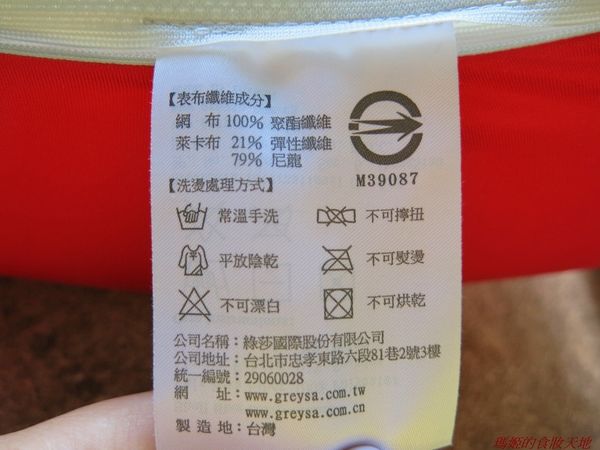 【表布纖維成分】
網 布 100% 聚酯纖維
萊卡布 21% 彈性纖維
79% 尼龍
M39087
【洗燙處理方式】
常溫手洗 不可擰扭
平放陰乾 不可熨燙
不可漂白 不可烘乾
公司名稱：綠莎國際股份有限公司
公司地址：台北市忠孝東路六段81巷2號3樓
統一編號：29060028
網 址：www.greysa.com.tw
www.greysa.com.cn
製 造 地：台灣
瑪姬的食妝天地